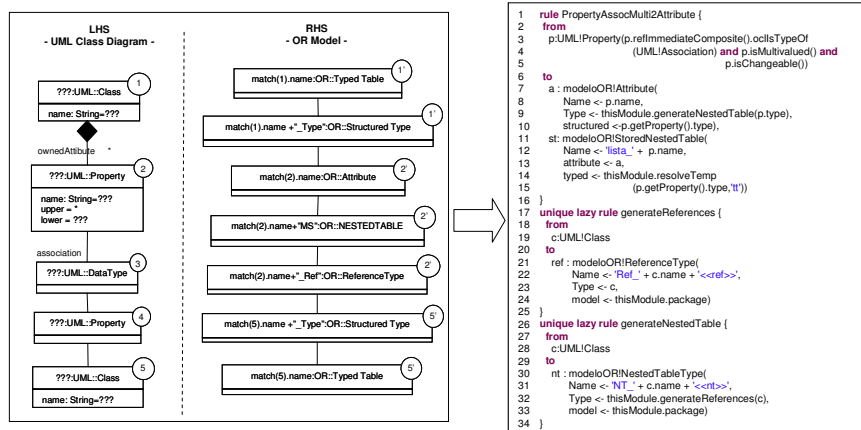 LHS
- UML Class Diagram -
1
???:UML::Class
name: String=???
ownedAttibute *
2
???:UML::Property
name: String=???
upper = *
lower = ???
association
3
???:UML::DataType
4
???:UML::Property
5
???:UML::Class
name: String=???
RHS
- OR Model -
1'
match(1).name:OR::Typed Table
1'
match(1).name +"_Type":OR::Structured Type
2'
match(2).name:OR::Attribute
2'
match(2).name+"MS":OR::NESTEDTABLE
2'
match(2).name+"_Ref":OR::ReferenceType
5'
match(5).name +"_Type":OR::Structured Type
5'
match(5).name:OR::Typed Table
1 rule PropertyAssocMulti2Attribute {
2 from
3 p:UML!Property(p.refImmediateComposite().oclIsTypeOf
4 (UML!Association) and p.isMultivalued() and
5 p.isChangeable())
6 to
7 a : modeloOR!Attribute(
8 Name <- p.name,
9 Type <- thisModule.generateNestedTable(p.type),
10 structured <-p.getProperty().type),
11 st: modeloOR!StoredNestedTable(
12 Name <- 'lista_' + p.name,
13 attribute <- a,
14 typed <- thisModule.resolveTemp
15 (p.getProperty().type,'tt'))
16 }
17 unique lazy rule generateReferences {
18 from
19 c:UML!Class
20 to
21 ref : modeloOR!ReferenceType(
22 Name <- 'Ref_' + c.name + '<<ref>>',
23 Type <- c,
24 model <- thisModule.package)
25 }
26 unique lazy rule generateNestedTable {
27 from
28 c:UML!Class
29 to
30 nt : modeloOR!NestedTableType(
31 Name <- 'NT_' + c.name + '<<nt>>',
32 Type <- thisModule.generateReferences(c),
33 model <- thisModule.package)
34 }